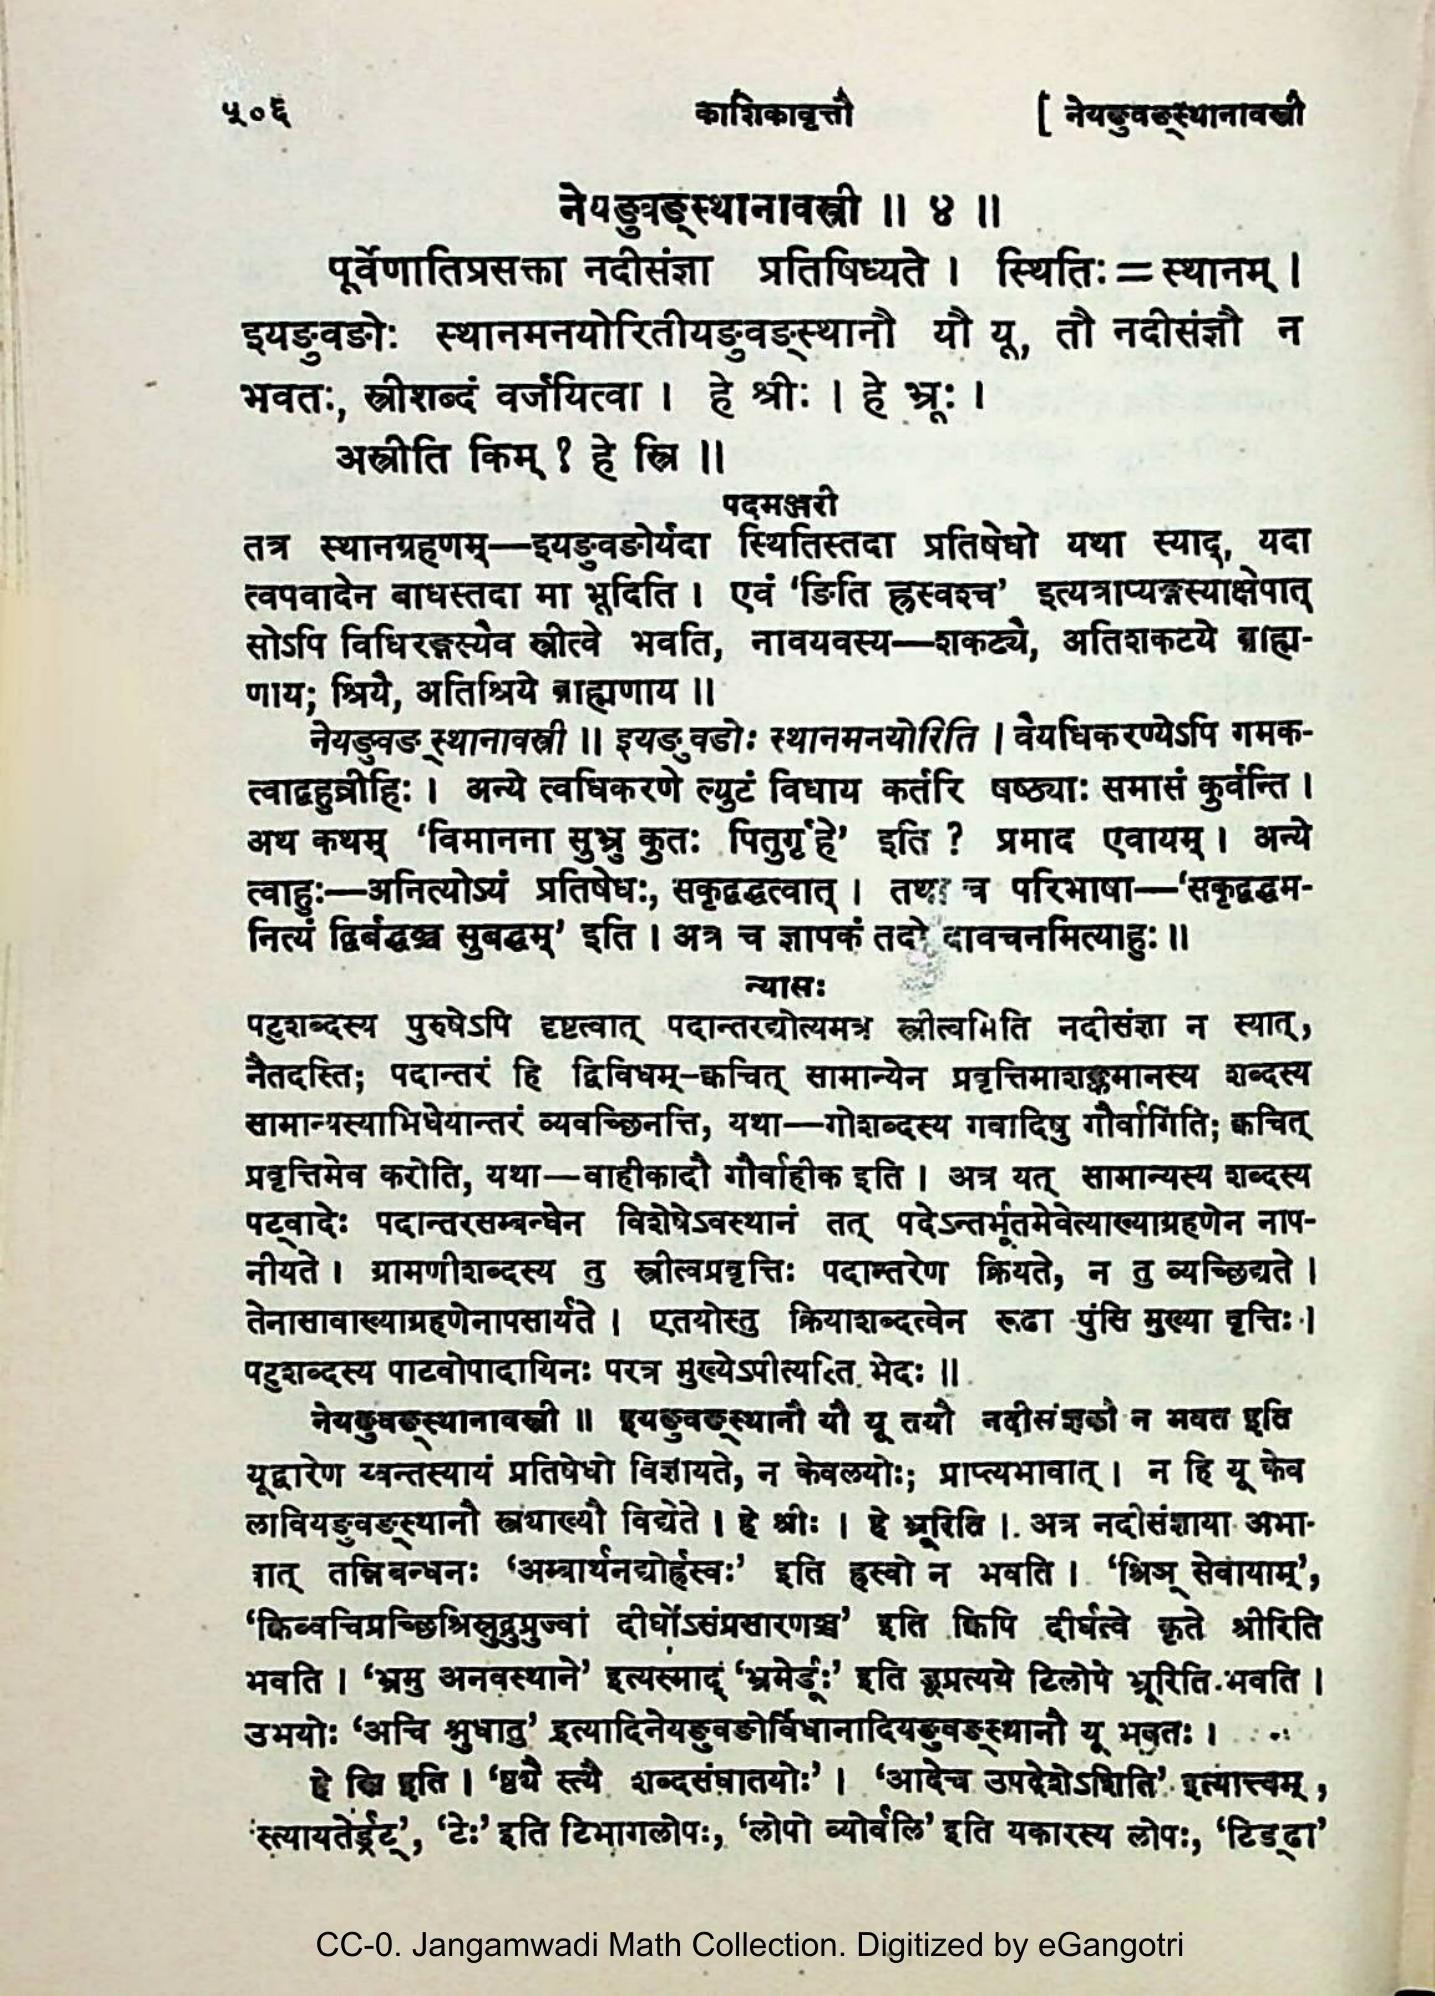 ५०६ काशिकावृत्तौ [ नेयङुवङ्स्थानावस्त्री
नेयङुवङ्स्थानावस्त्री ॥ ४ ॥
पूर्वेणातिप्रसक्ता नदीसंज्ञा प्रतिषिध्यते । स्थितिः = स्थानम् ।
इयङुवङोः स्थानमनयोरितीयङुवङ्स्थानौ यौ यू, तौ नदीसंज्ञौ न
भवतः, स्त्रीशब्दं वर्जयित्वा । हे श्रीः । हे भ्रूः ।
अस्त्रीति किम् ? हे स्त्रि ॥
पदमञ्जरी
तत्र स्थानग्रहणम्—इयङुवङोर्यदा स्थितिस्तदा प्रतिषेधो यथा स्याद्, यदा
त्वपवादेन बाधस्तदा मा भूदिति । एवं ‘ङिति ह्रस्वश्च’ इत्यत्राप्यङ्गस्याक्षेपात्
सोऽपि विधिरङ्गस्यैव स्त्रीत्वे भवति, नावयवस्य—शकट्यै, अतिशकटये ब्राह्म-
णाय; श्रियै, अतिश्रिये ब्राह्मणाय ॥
नेयङुवङ्स्थानावस्त्री ॥ इयङुवङोः स्थानमनयोरिति । वैयधिकरण्येऽपि गमक-
त्वाद्बहुव्रीहिः । अन्ये त्वधिकरणे ल्युटं विधाय कर्तरि षष्ठ्याः समासं कुर्वन्ति ।
अथ कथम् ‘विमानना सुभ्रु कुतः पितुर्गृहे’ इति ? प्रमाद एवायम् । अन्ये
त्वाहुः—अनित्योऽयं प्रतिषेधः, सकृद्बद्धत्वात् । तथा च परिभाषा—‘सकृद्बद्धम-
नित्यं द्विर्बद्धञ्च सुबद्धम्’ इति । अत्र च ज्ञापकं तदो दावचनमित्याहुः ॥
न्यासः
पटुशब्दस्य पुरुषेऽपि दृष्टत्वात् पदान्तरद्योत्यमत्र स्त्रीत्वमिति नदीसंज्ञा न स्यात्,
नैतदस्ति; पदान्तरं हि द्विविधम्-क्वचित् सामान्येन प्रवृत्तिमाशङ्कमानस्य शब्दस्य
सामान्यस्याभिधेयान्तरं व्यवच्छिनत्ति, यथा—गोशब्दस्य गवादिषु गौर्वागिति; क्वचित्
प्रवृत्तिमेव करोति, यथा—वाहीकादौ गौर्वाहीक इति । अत्र यत् सामान्यस्य शब्दस्य
पट्वादेः पदान्तरसम्बन्धेन विशेषेऽवस्थानं तत् पदेऽन्तर्भूतमेवेत्याख्याग्रहणेन नाप-
नीयते । ग्रामणीशब्दस्य तु स्त्रीत्वप्रवृत्तिः पदान्तरेण क्रियते, न तु व्यच्छिद्यते ।
तेनासावाख्याग्रहणेनापसार्यते । एतयोस्तु क्रियाशब्दत्वेन रूढा पुंसि मुख्या वृत्तिः ।
पटुशब्दस्य पाटवोपादायिनः परत्र मुख्येऽपीत्यस्ति भेदः ॥
नेयङुवङ्स्थानावस्त्री ॥ इयङुवङ्स्थानौ यौ यू तयौ नदीसंज्ञकौ न भवत इति
यूद्वारेण य्वन्तस्यायं प्रतिषेधो विज्ञायते, न केवलयोः; प्राप्त्यभावात् । न हि यू केव
लावियङुवङ्स्थानौ स्त्र्याख्यौ विद्येते । हे श्रीः । हे भ्रूरिति । अत्र नदीसंज्ञाया अभा-
वात् तन्निबन्धनः ‘अम्बार्थनद्योर्ह्रस्वः’ इति ह्रस्वो न भवति । ‘श्रिञ् सेवायाम्’,
‘क्विब्वचिप्रच्छिश्रिस्रुद्रुप्रुज्वां दीर्घोऽसंप्रसारणञ्च’ इति क्विपि दीर्घत्वे कृते श्रीरिति
भवति । ‘भ्रमु अनवस्थाने’ इत्यस्माद् ‘भ्रमेर्डूः’ इति डूप्रत्यये टिलोपे भ्रूरिति भवति ।
उभयोः ‘अचि श्नुधातु’ इत्यादिनेयङुवङोर्विधानादियङुवङ्स्थानौ यू भवतः ।
हे स्त्रि इति । ‘ष्ठ्यै स्त्यै शब्दसंघातयोः’ । ‘आदेच उपदेशेऽशिति’ इत्यात्त्वम् ,
‘स्त्यायतेर्ड्रट्’, ‘टेः’ इति टिभागलोपः, ‘लोपो व्योर्वलि’ इति यकारस्य लोपः, ‘टिड्ढा’
CC-0. Jangamwadi Math Collection. Digitized by eGangotri